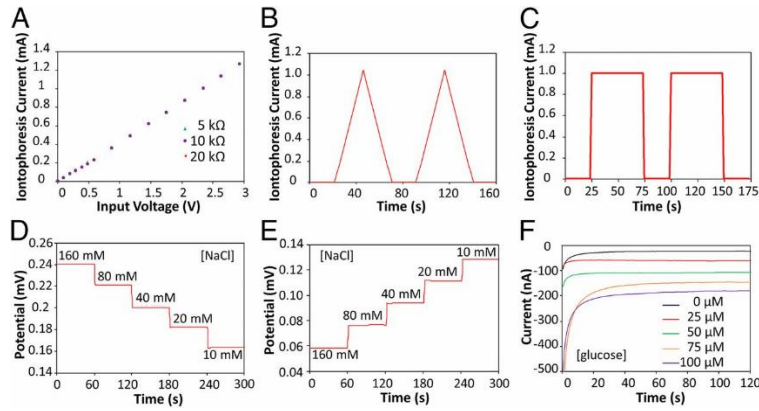 A
Iontophoresis Current (mA)
1.4
1.2
1.0
0.8
0.6
0.4
0.2
0
5 kΩ
10 kΩ
20 kΩ
0 1 2 3
Input Voltage (V)
B
Iontophoresis Current (mA)
1.2
1.0
0.8
0.6
0.4
0.2
0
0 40 80 120 160
Time (s)
C
Iontophoresis Current (mA)
1.2
1.0
0.8
0.6
0.4
0.2
0
0 25 50 75 100 125 150 175
Time (s)
D
Potential (mV)
0.26
0.24
0.22
0.20
0.18
0.16
0.14
[NaCl]
160 mM
80 mM
40 mM
20 mM
10 mM
0 60 120 180 240 300
Time (s)
E
Potential (mV)
0.14
0.12
0.10
0.08
0.06
0.04
[NaCl]
10 mM
20 mM
40 mM
80 mM
160 mM
0 60 120 180 240 300
Time (s)
F
Current (nA)
0
-100
-200
-300
-400
-500
0 μM
25 μM
50 μM
75 μM
100 μM
[glucose]
0 20 40 60 80 100 120
Time (s)